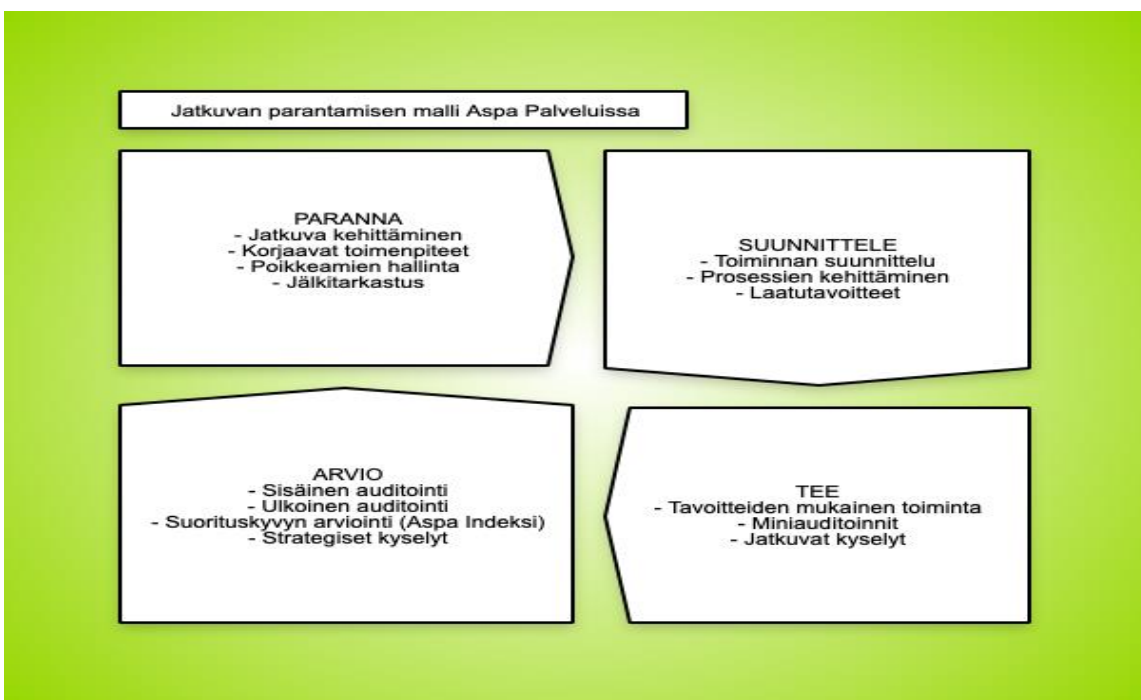 Jatkuvan parantamisen malli Aspa Palveluissa
PARANNA
- Jatkuva kehittäminen
- Korjaavat toimenpiteet
- Poikkeamien hallinta
- Jälkitarkastus
SUUNNITTELE
- Toiminnan suunnittelu
- Prosessien kehittäminen
- Laatutavoitteet
ARVIO
- Sisäinen auditointi
- Ulkoinen auditointi
- Suorituskyvyn arviointi (Aspa Indeksi)
- Strategiset kyselyt
TEE
- Tavoitteiden mukainen toiminta
- Miniauditoinnit
- Jatkuvat kyselyt